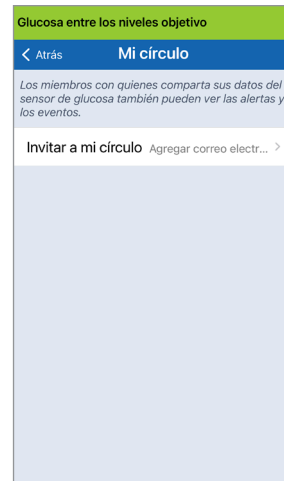 Glucosa entre los niveles objetivo
Atrás Mi círculo
Los miembros con quienes comparta sus datos del
sensor de glucosa también pueden ver las alertas y
los eventos.
Invitar a mi círculo Agregar correo electr...